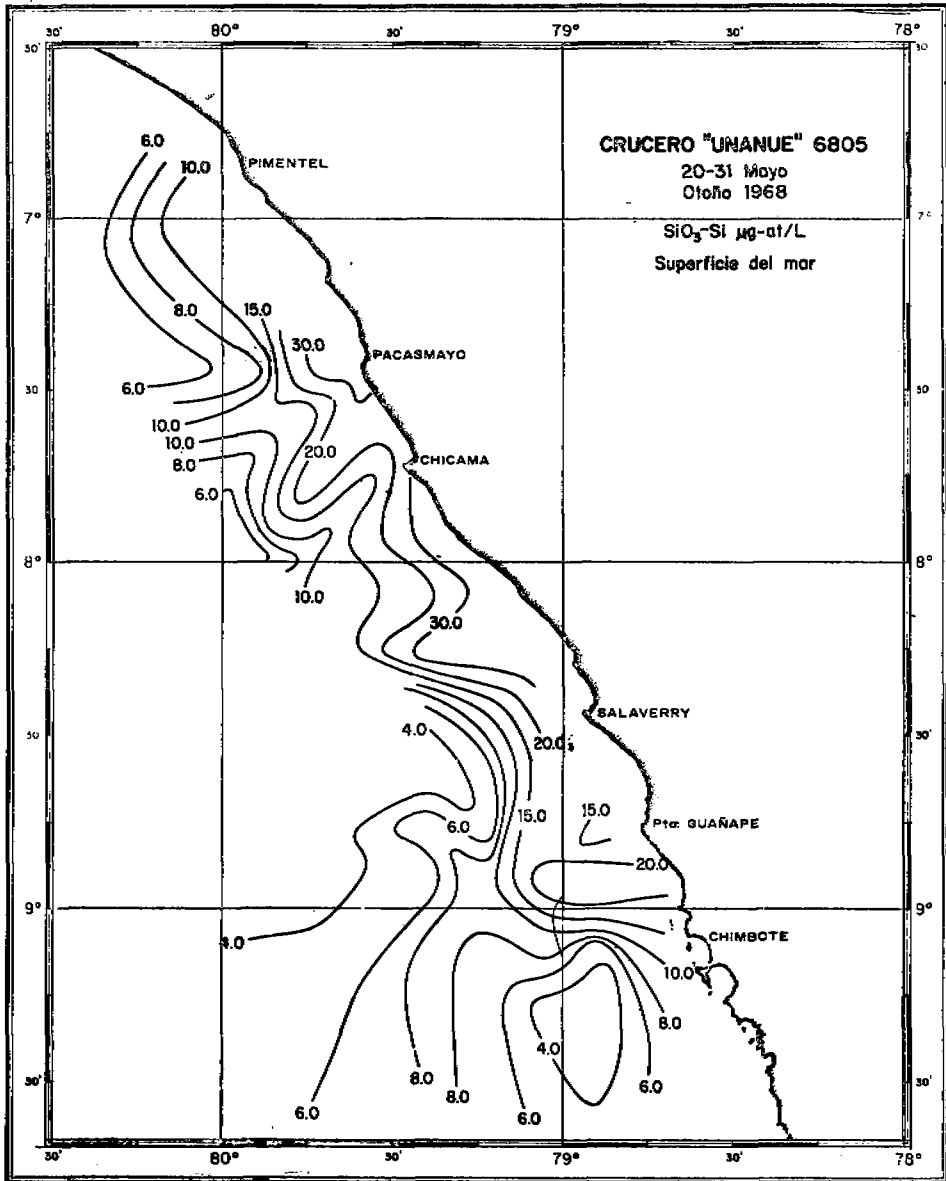 30' 80° 30' 79° 30' 78°
30' 30'
CRUCERO "UNANUE" 6805
20-31 Mayo
Otoño 1968
SiO₃-Si µg-at/L
Superficie del mar
6.0
8.0
10.0
PIMENTEL
7° 7°
8.0
15.0
30.0
PACASMAYO
6.0
30' 30'
10.0
10.0
8.0
20.0
CHICAMA
6.0
8° 8°
10.0
30.0
SALAVERRY
4.0
30' 20.0 30'
6.0
15.0
15.0
Pta. GUAÑAPE
20.0
9° 9°
4.0
CHIMBOTE
10.0
8.0
4.0
30' 8.0 8.0 6.0 30'
6.0 6.0
30' 80° 30' 79° 30' 78°